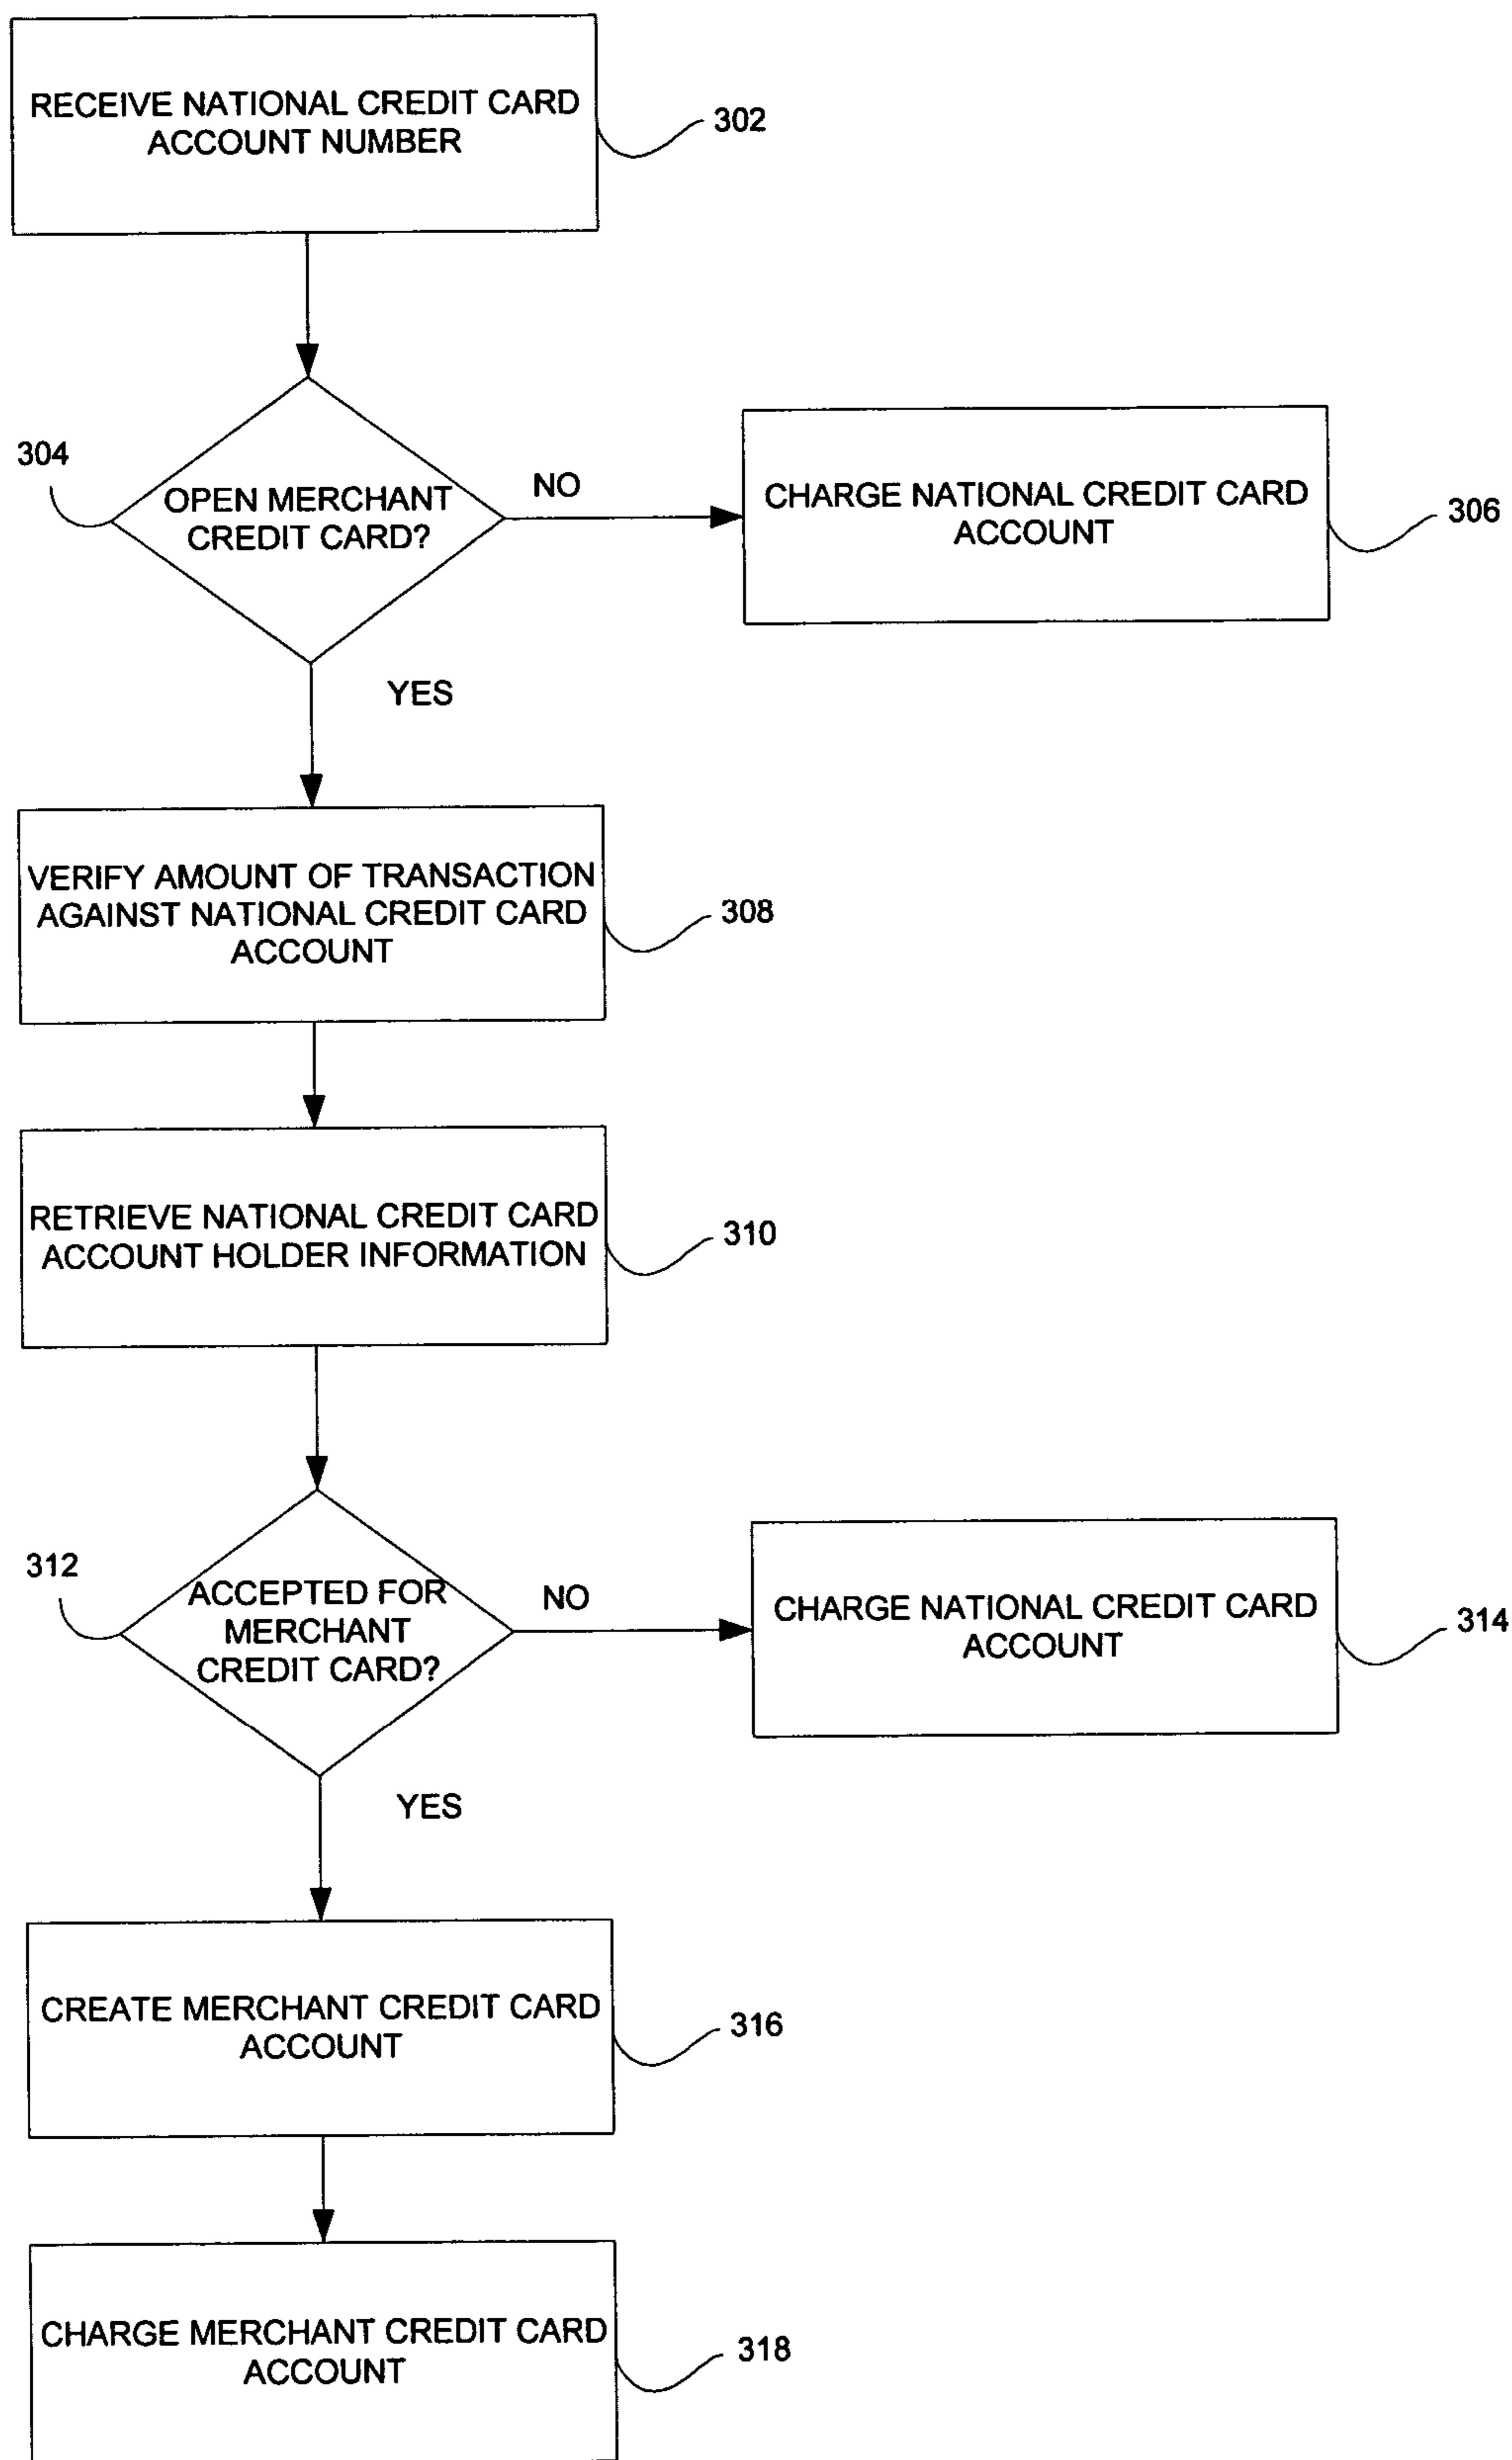 RECEIVE NATIONAL CREDIT CARD
ACCOUNT NUMBER
302
304
OPEN MERCHANT
CREDIT CARD?
NO
CHARGE NATIONAL CREDIT CARD
ACCOUNT
306
YES
VERIFY AMOUNT OF TRANSACTION
AGAINST NATIONAL CREDIT CARD
ACCOUNT
308
RETRIEVE NATIONAL CREDIT CARD
ACCOUNT HOLDER INFORMATION
310
312
ACCEPTED FOR
MERCHANT
CREDIT CARD?
NO
CHARGE NATIONAL CREDIT CARD
ACCOUNT
314
YES
CREATE MERCHANT CREDIT CARD
ACCOUNT
316
CHARGE MERCHANT CREDIT CARD
ACCOUNT
318